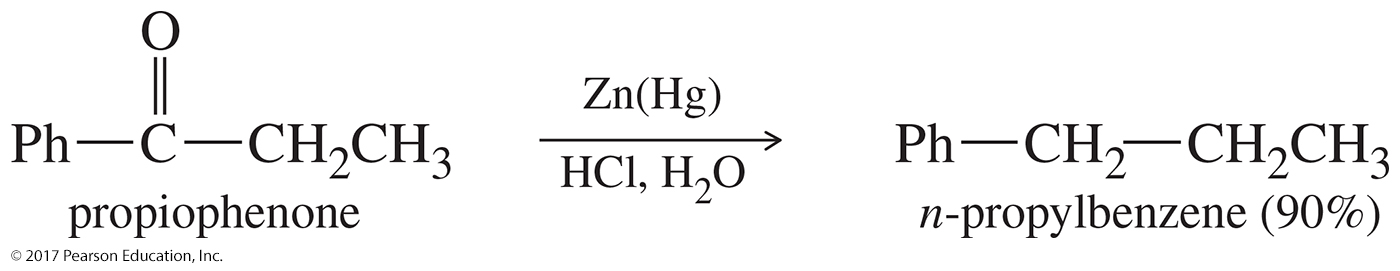 O
Ph—C—CH₂CH₃
propiophenone
Zn(Hg)
HCl, H₂O
Ph—CH₂—CH₂CH₃
n-propylbenzene (90%)
© 2017 Pearson Education, Inc.